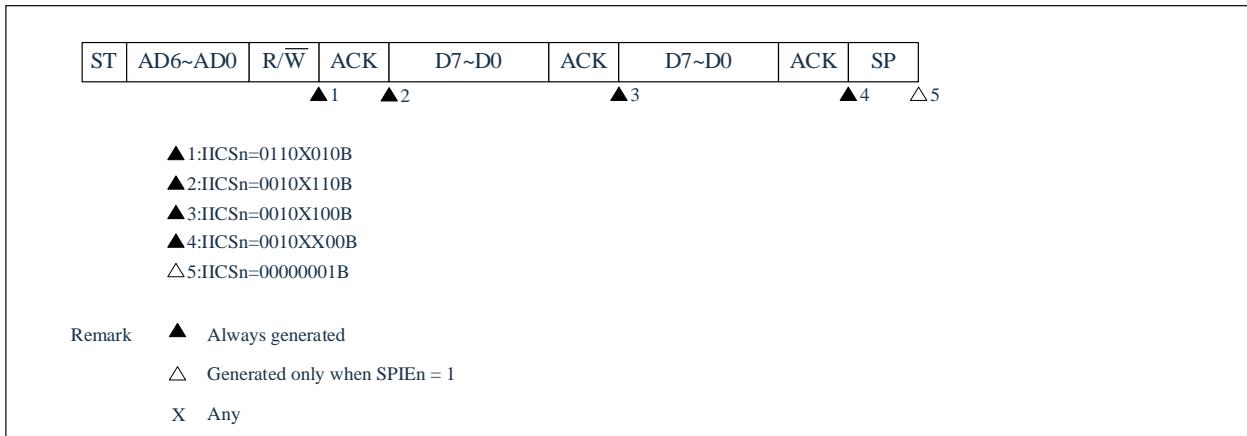 ST AD6~AD0 R/W̅ ACK D7~D0 ACK D7~D0 ACK SP
▲1 ▲2 ▲3 ▲4 △5
▲1:IICSn=0110X010B
▲2:IICSn=0010X110B
▲3:IICSn=0010X100B
▲4:IICSn=0010XX00B
△5:IICSn=00000001B
Remark ▲ Always generated
△ Generated only when SPIEn = 1
X Any